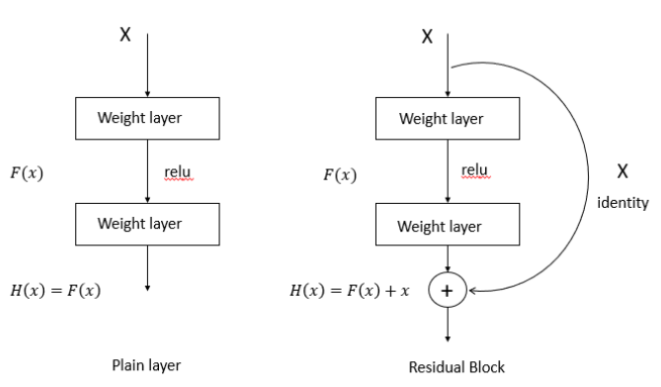 X
Weight layer
F(x)
relu
Weight layer
H(x) = F(x)
Plain layer
X
Weight layer
F(x)
relu
X
identity
Weight layer
H(x) = F(x) + x
+
Residual Block